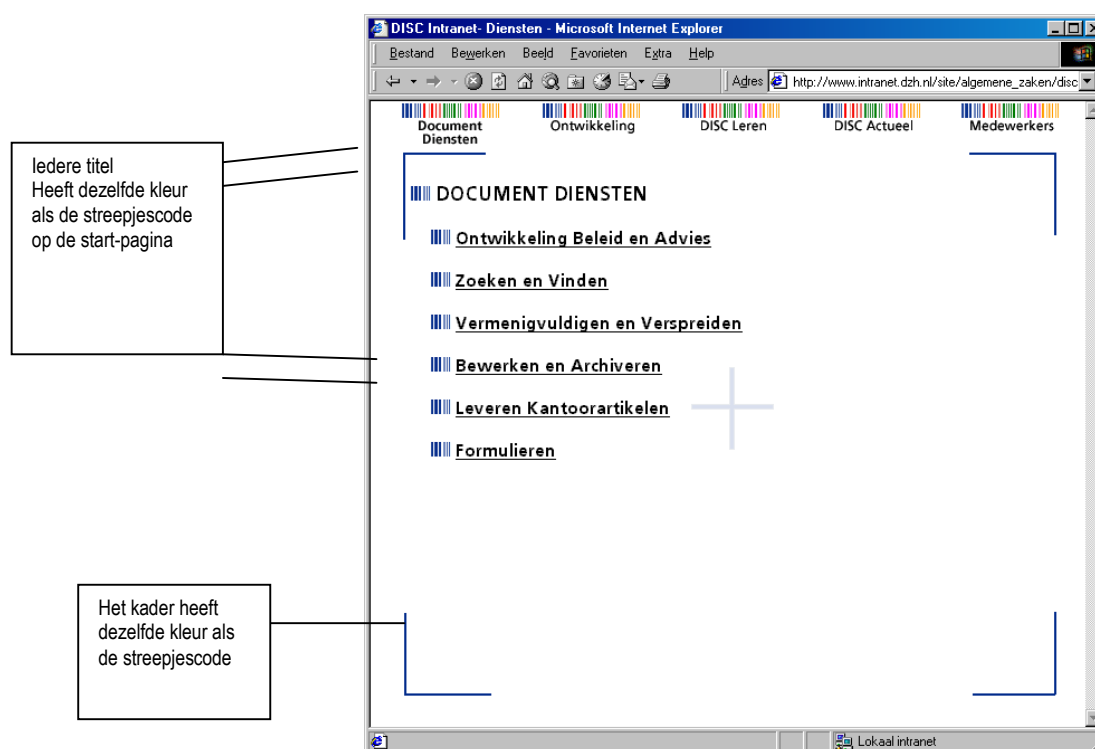 DISC Intranet- Diensten - Microsoft Internet Explorer
Bestand Bewerken Beeld Favorieten Extra Help
Adres http://www.intranet.dzh.nl/site/algemene_zaken/disc
Document
Diensten
Ontwikkeling
DISC Leren
DISC Actueel
Medewerkers
Iedere titel
Heeft dezelfde kleur
als de streepjescode
op de start-pagina
DOCUMENT DIENSTEN
Ontwikkeling Beleid en Advies
Zoeken en Vinden
Vermenigvuldigen en Verspreiden
Bewerken en Archiveren
Leveren Kantoorartikelen
Formulieren
Het kader heeft
dezelfde kleur als
de streepjescode
Lokaal intranet